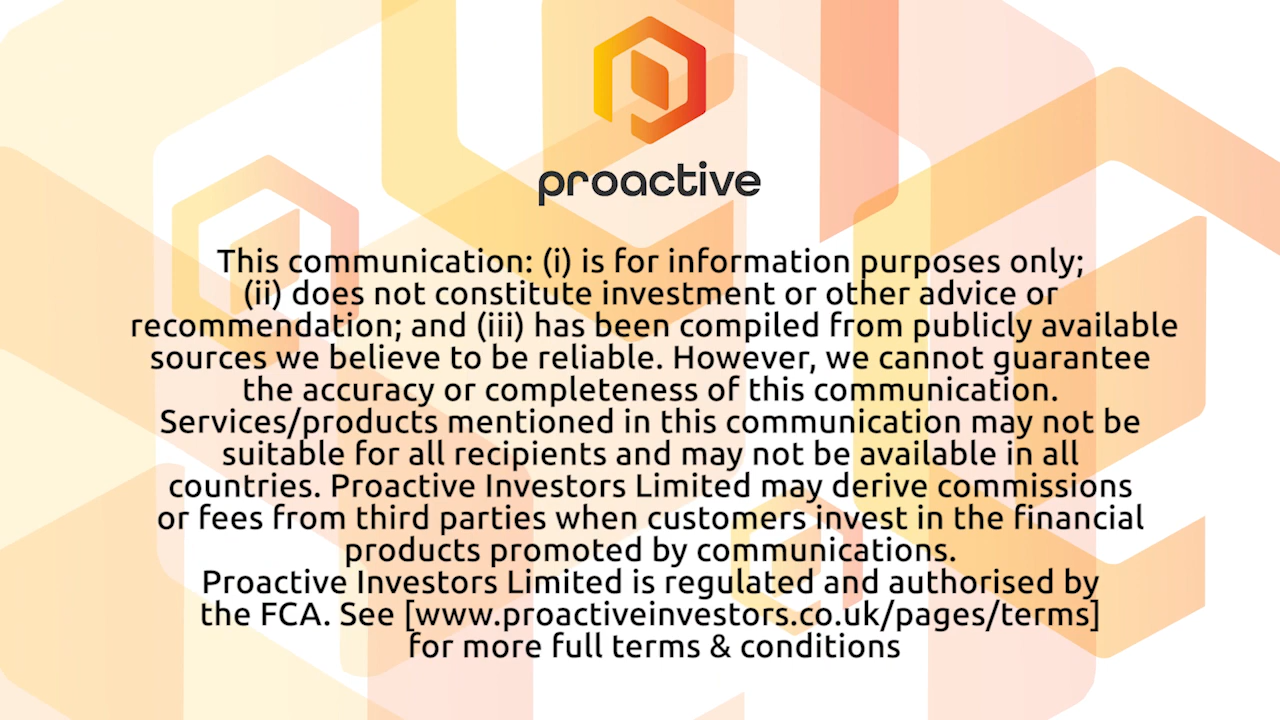 proactive
This communication: (i) is for information purposes only;
(ii) does not constitute investment or other advice or
recommendation; and (iii) has been compiled from publicly available
sources we believe to be reliable. However, we cannot guarantee
the accuracy or completeness of this communication.
Services/products mentioned in this communication may not be
suitable for all recipients and may not be available in all
countries. Proactive Investors Limited may derive commissions
or fees from third parties when customers invest in the financial
products promoted by communications.
Proactive Investors Limited is regulated and authorised by
the FCA. See [www.proactiveinvestors.co.uk/pages/terms]
for more full terms & conditions